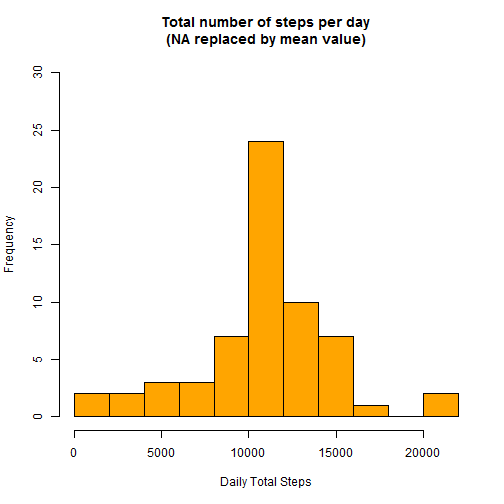 Total number of steps per day
(NA replaced by mean value)
30
25
20
15
10
5
0
Frequency
0 5000 10000 15000 20000
Daily Total Steps